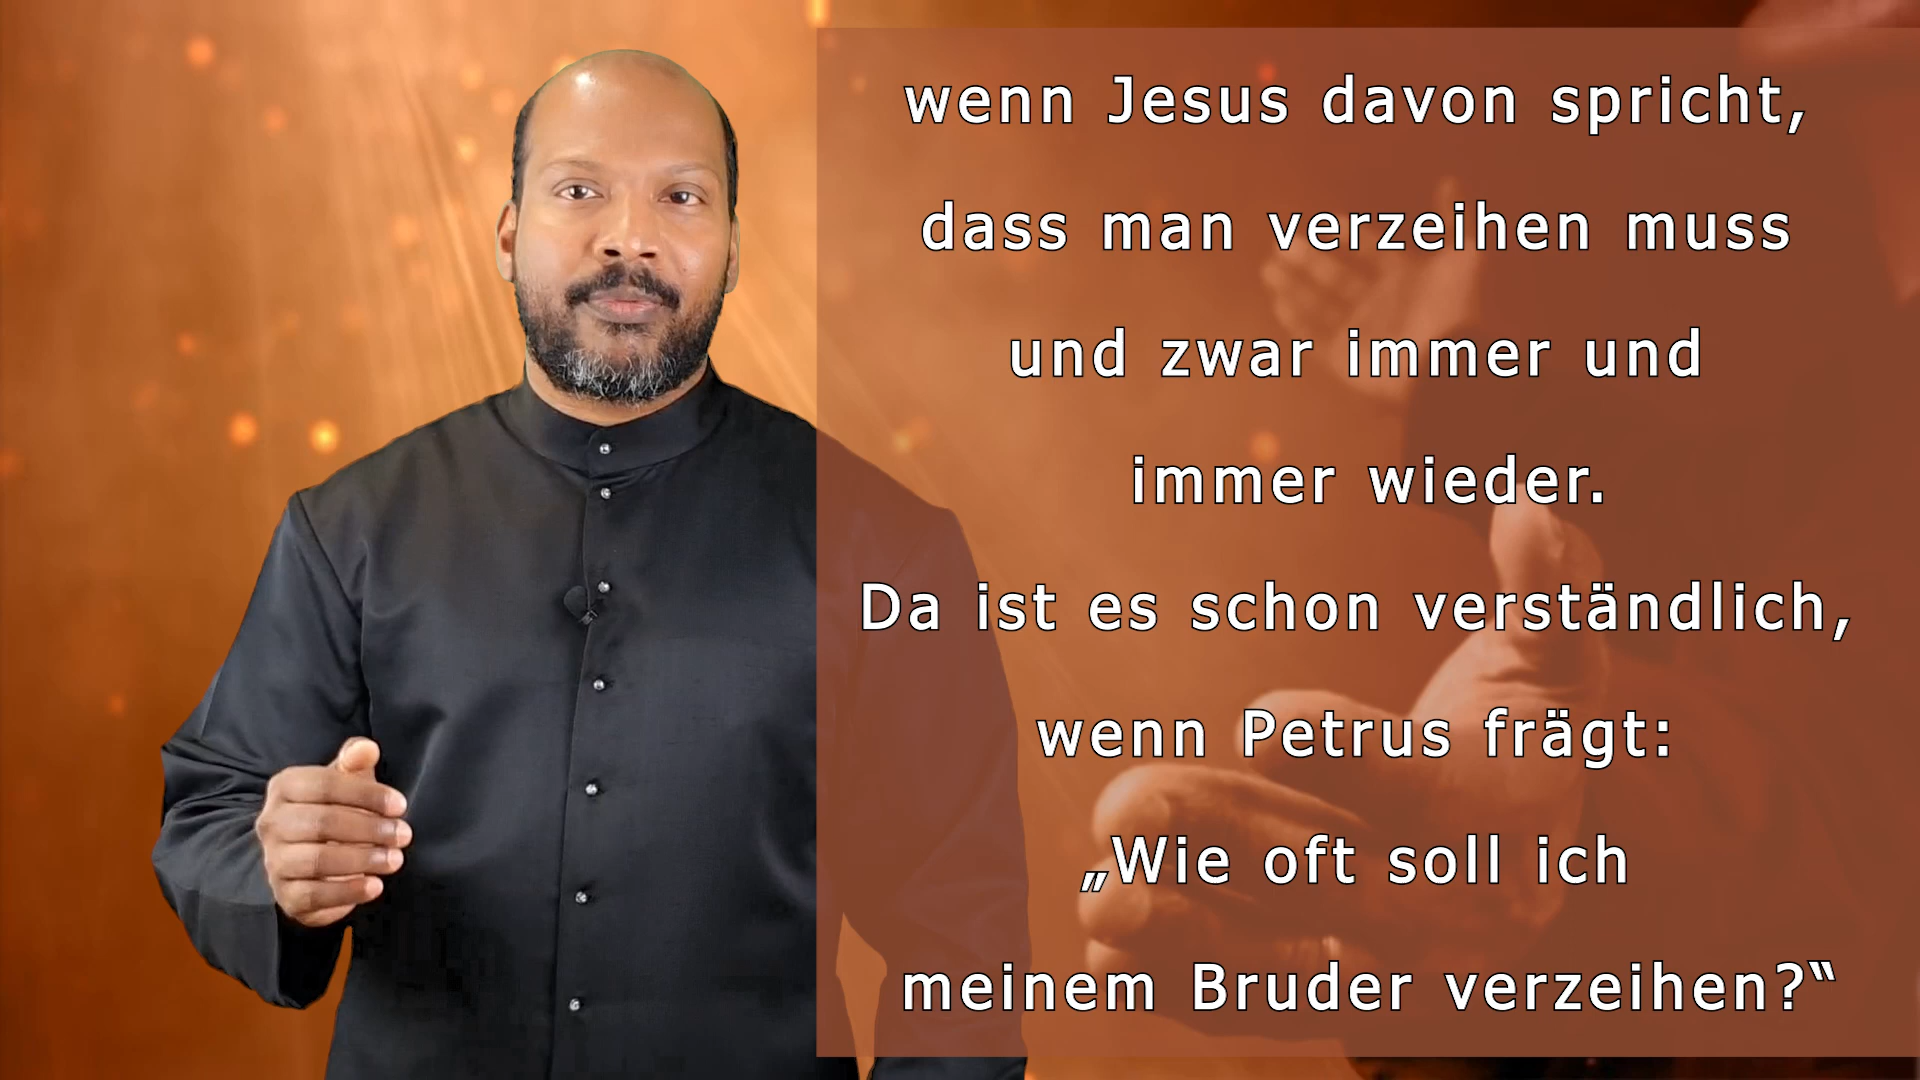 wenn Jesus davon spricht,
dass man verzeihen muss
und zwar immer und
immer wieder.
Da ist es schon verständlich,
wenn Petrus frägt:
„Wie oft soll ich
meinem Bruder verzeihen?“